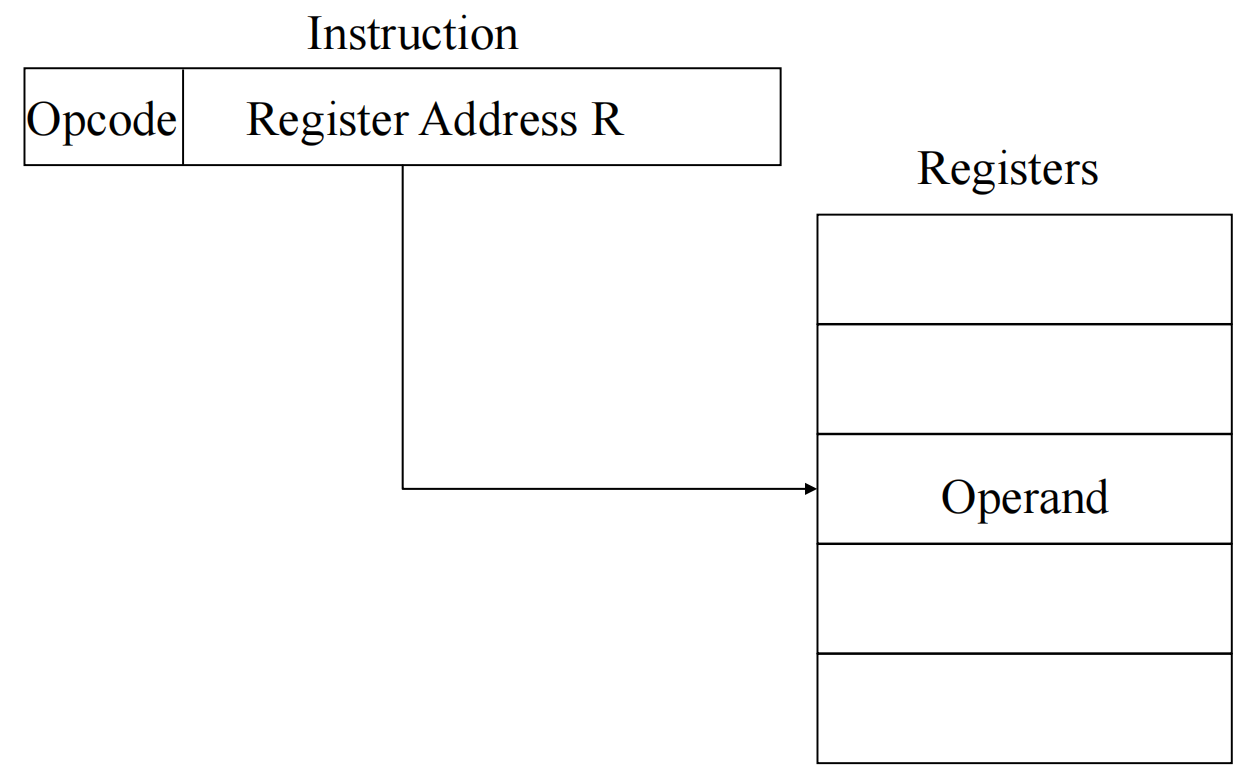 Instruction
Opcode
Register Address R
Registers
Operand